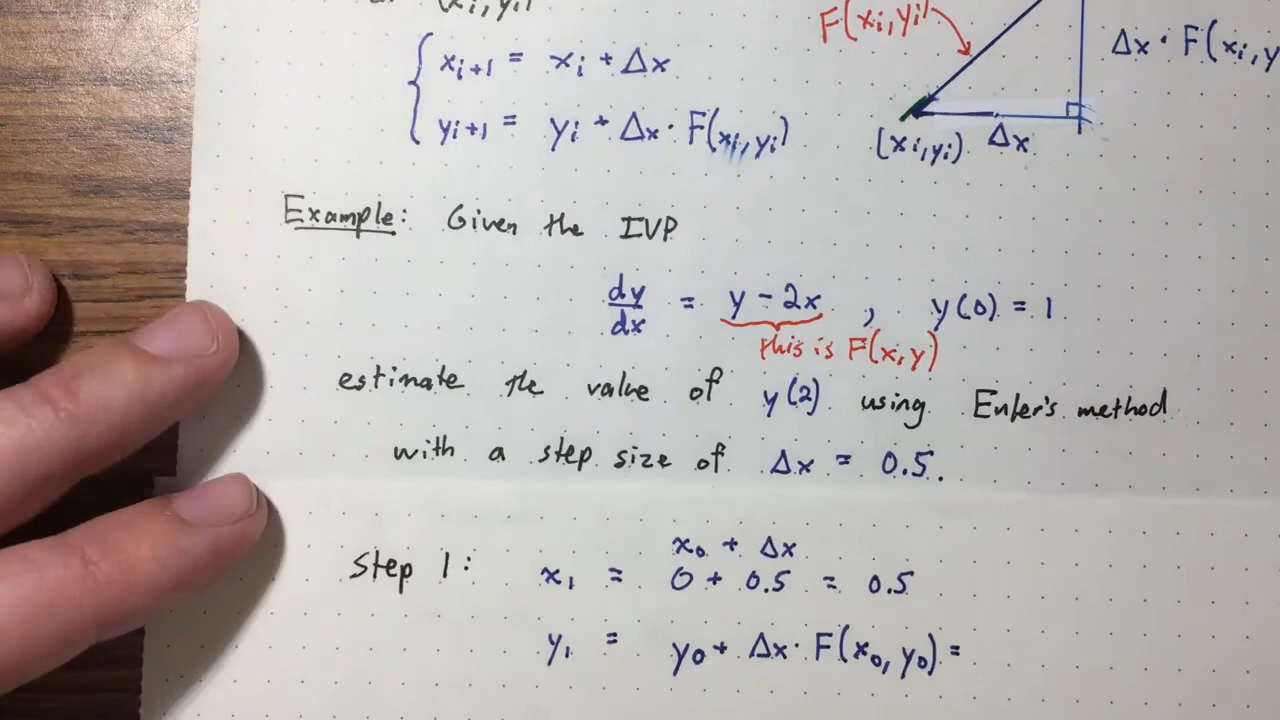 (xi,yi)
F(xi,yi)
Δx · F(xi,y
xi+1 = xi + Δx
yi+1 = yi + Δx · F(xi,yi)
(xi,yi) Δx
Example: Given the IVP
dy/dx = y - 2x , y(0) = 1
this is F(x,y)
estimate the value of y(2) using Euler's method
with a step size of Δx = 0.5.
x0 + Δx
Step 1: x1 = 0 + 0.5 = 0.5
y1 = y0 + Δx · F(x0, y0) =